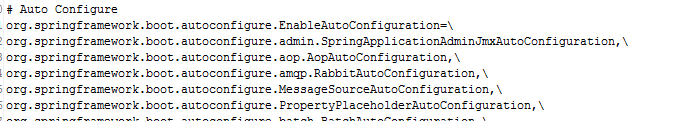 # Auto Configure
org.springframework.boot.autoconfigure.EnableAutoConfiguration=\
org.springframework.boot.autoconfigure.admin.SpringApplicationAdminJmxAutoConfiguration,\
org.springframework.boot.autoconfigure.aop.AopAutoConfiguration,\
org.springframework.boot.autoconfigure.amqp.RabbitAutoConfiguration,\
org.springframework.boot.autoconfigure.MessageSourceAutoConfiguration,\
org.springframework.boot.autoconfigure.PropertyPlaceholderAutoConfiguration,\
org.springframework.boot.autoconfigure.batch.BatchAutoConfiguration,\